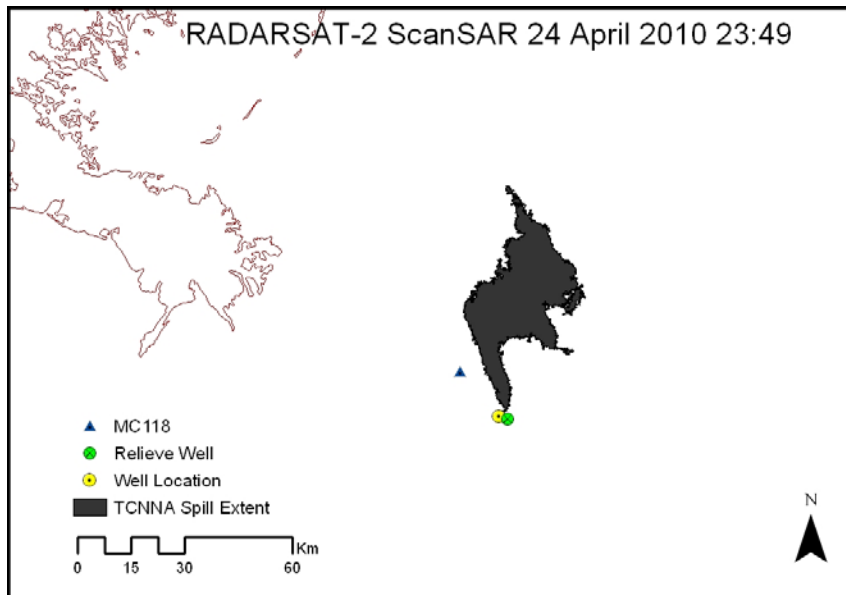 RADARSAT-2 ScanSAR 24 April 2010 23:49
MC118
Relieve Well
Well Location
TCNNA Spill Extent
Km
0 15 30 60
N